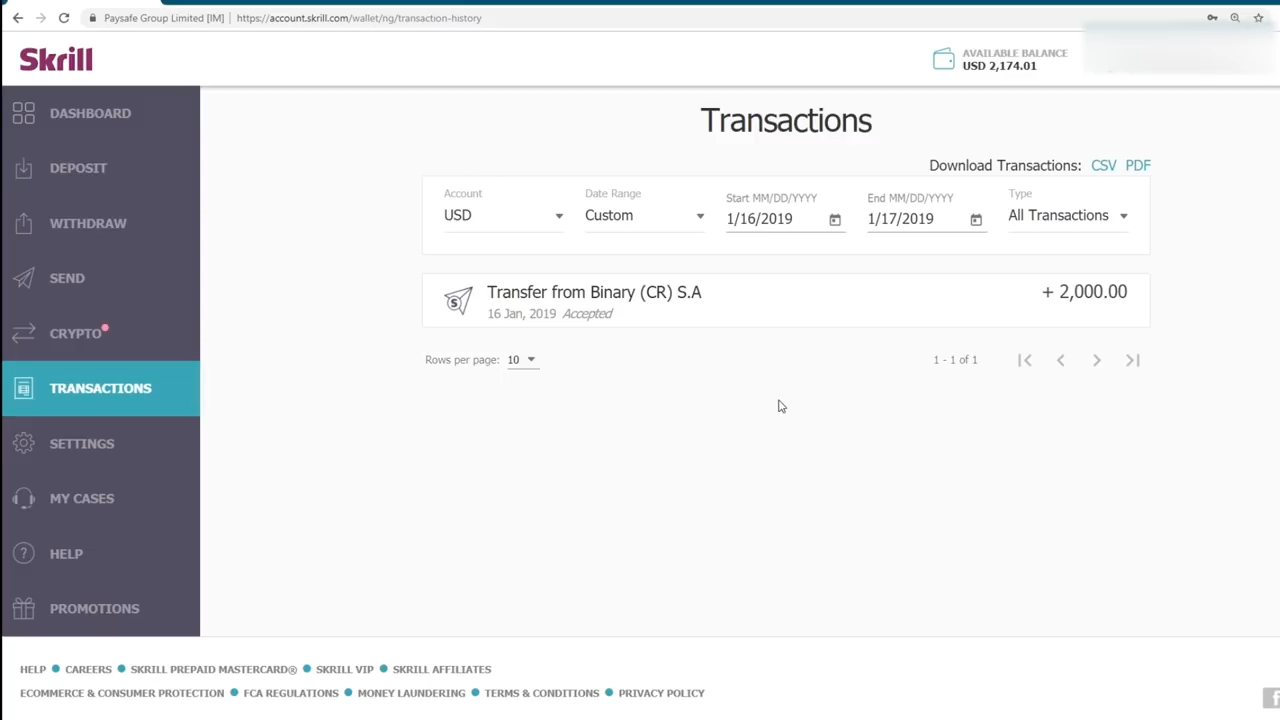 Paysafe Group Limited [IM] | https://account.skrill.com/wallet/ng/transaction-history
Skrill
AVAILABLE BALANCE
USD 2,174.01
DASHBOARD
DEPOSIT
WITHDRAW
SEND
CRYPTO
TRANSACTIONS
SETTINGS
MY CASES
HELP
PROMOTIONS
Transactions
Download Transactions: CSV PDF
Account Date Range Start MM/DD/YYYY End MM/DD/YYYY Type
USD Custom 1/16/2019 1/17/2019 All Transactions
Transfer from Binary (CR) S.A + 2,000.00
16 Jan, 2019 Accepted
Rows per page: 10 1 - 1 of 1
HELP CAREERS SKRILL PREPAID MASTERCARD® SKRILL VIP SKRILL AFFILIATES
ECOMMERCE & CONSUMER PROTECTION FCA REGULATIONS MONEY LAUNDERING TERMS & CONDITIONS PRIVACY POLICY